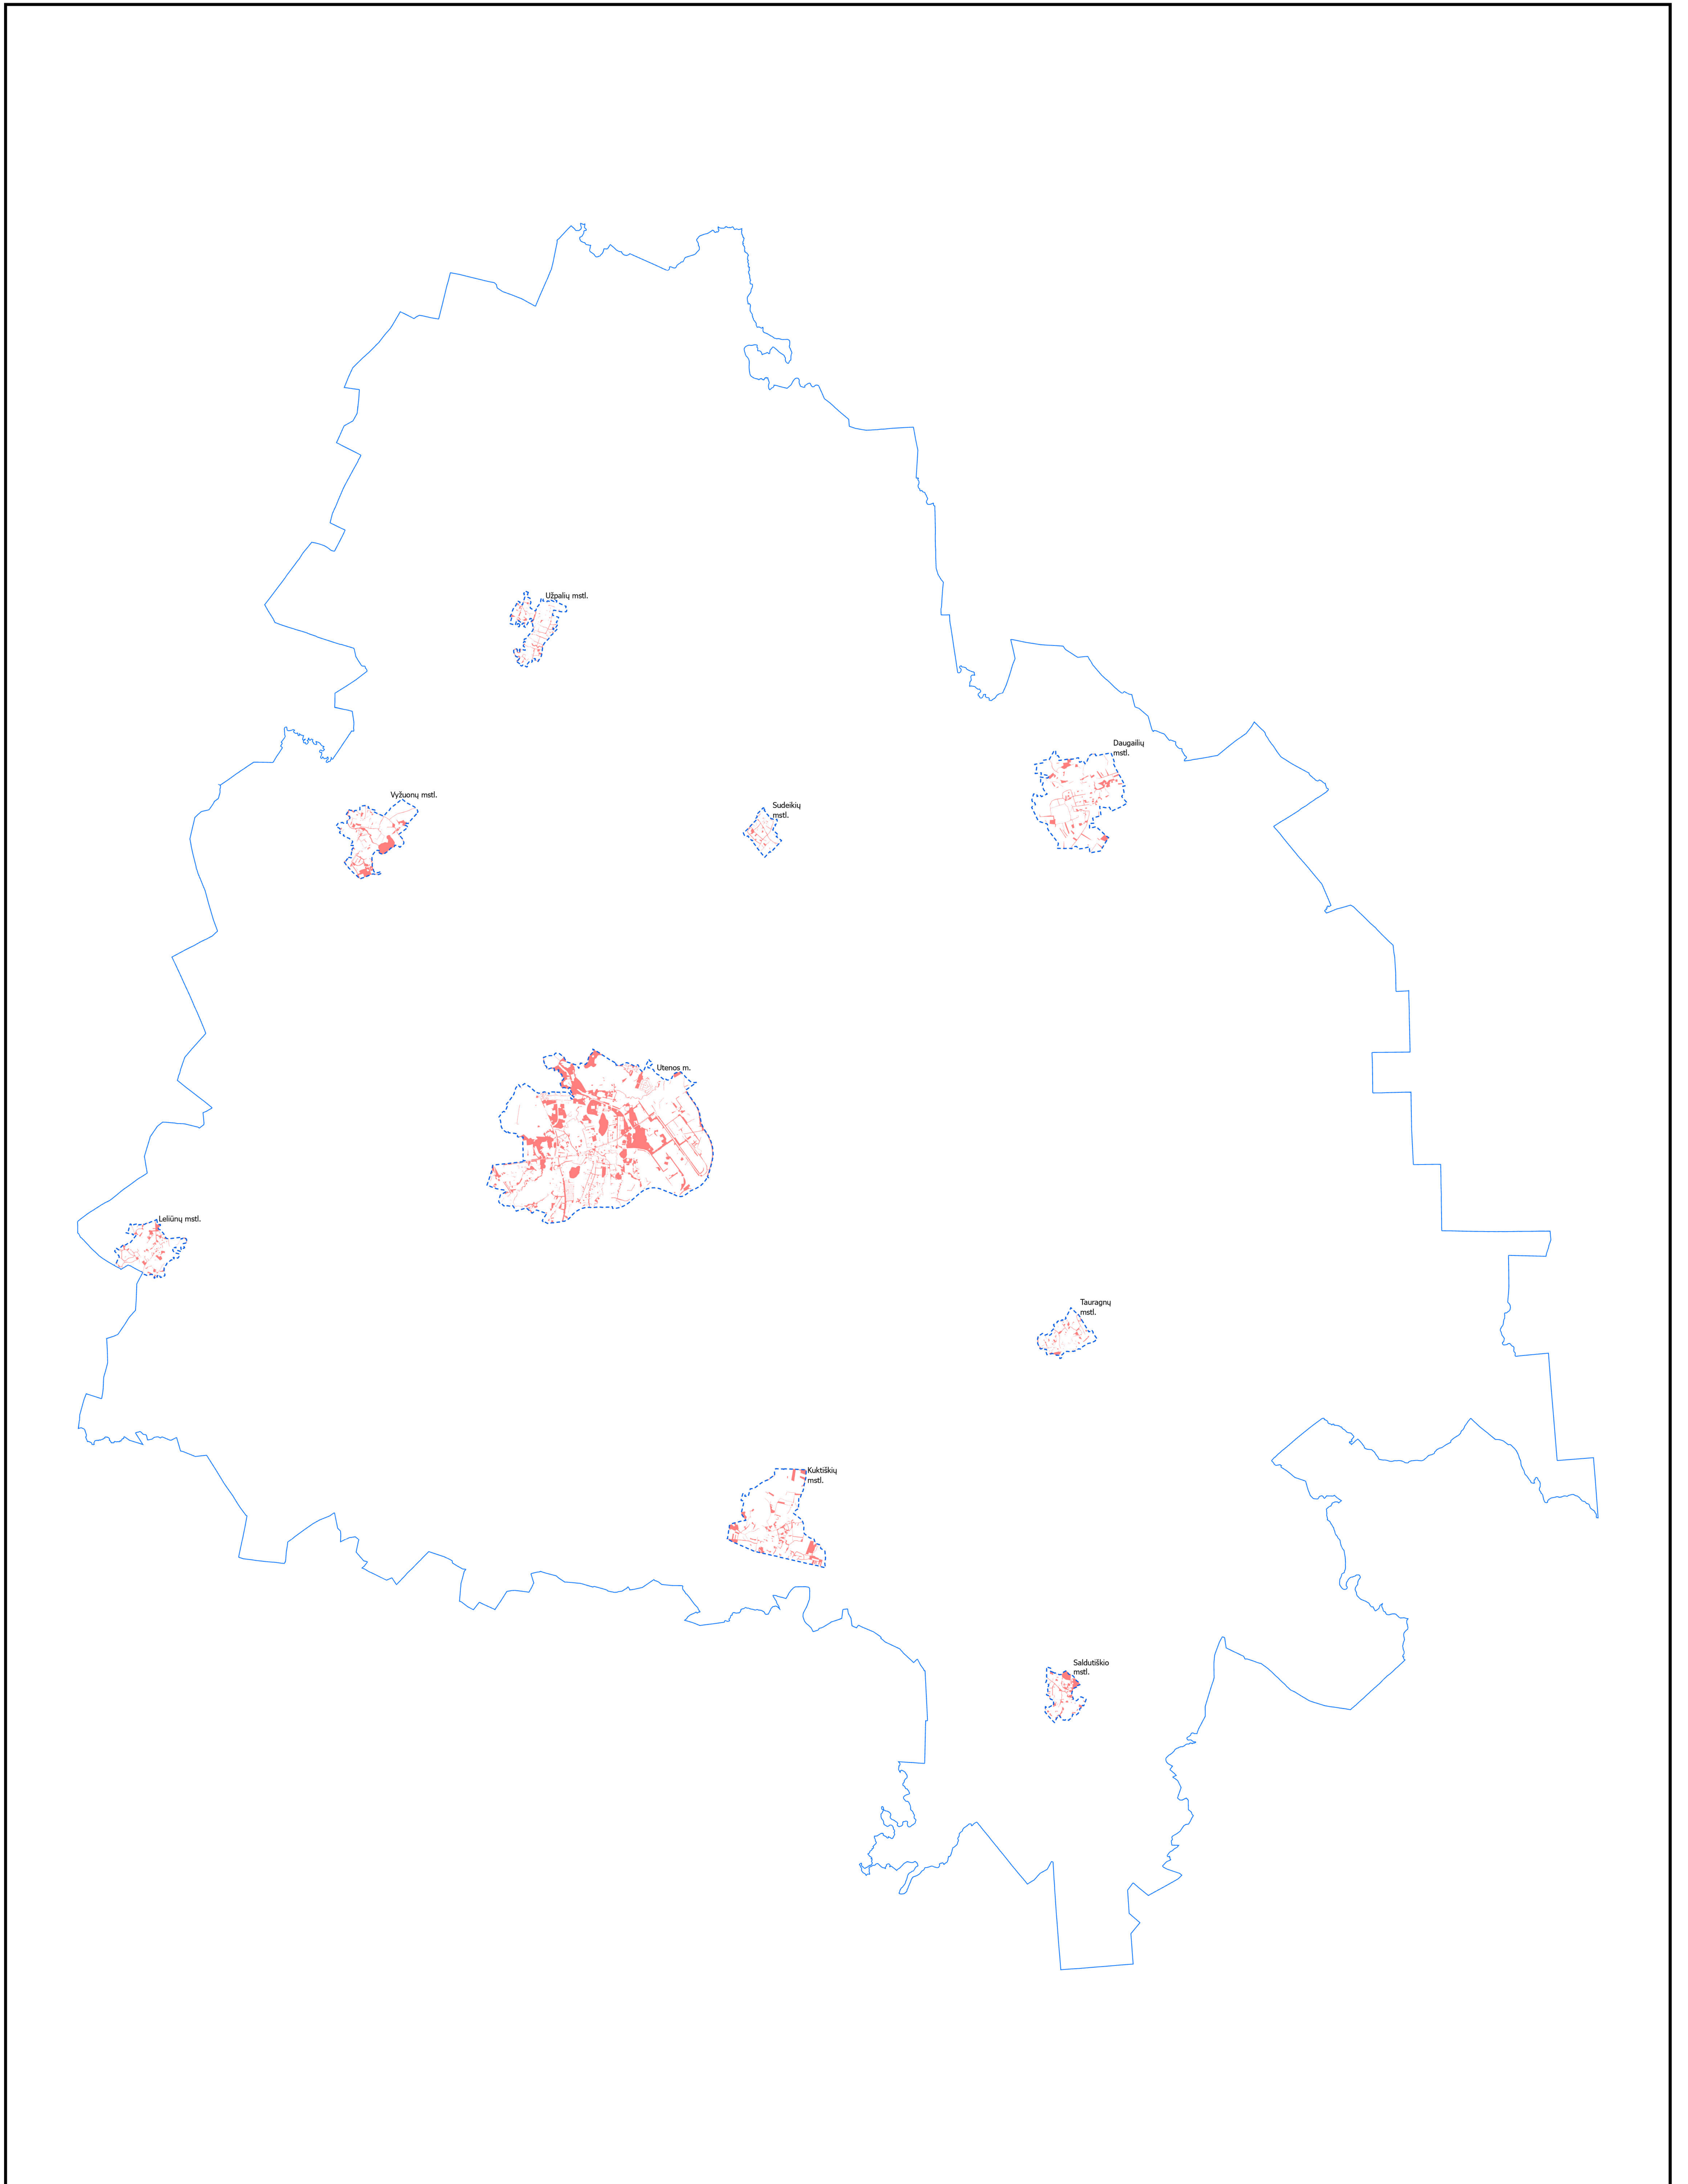 Užpalių mstl.
Daugailių
mstl.
Vyžuonų mstl.
Sudeikių
mstl.
Utenos m.
Leliūnų mstl.
Tauragnų
mstl.
Kuktiškių
mstl.
Saldutiškio
mstl.